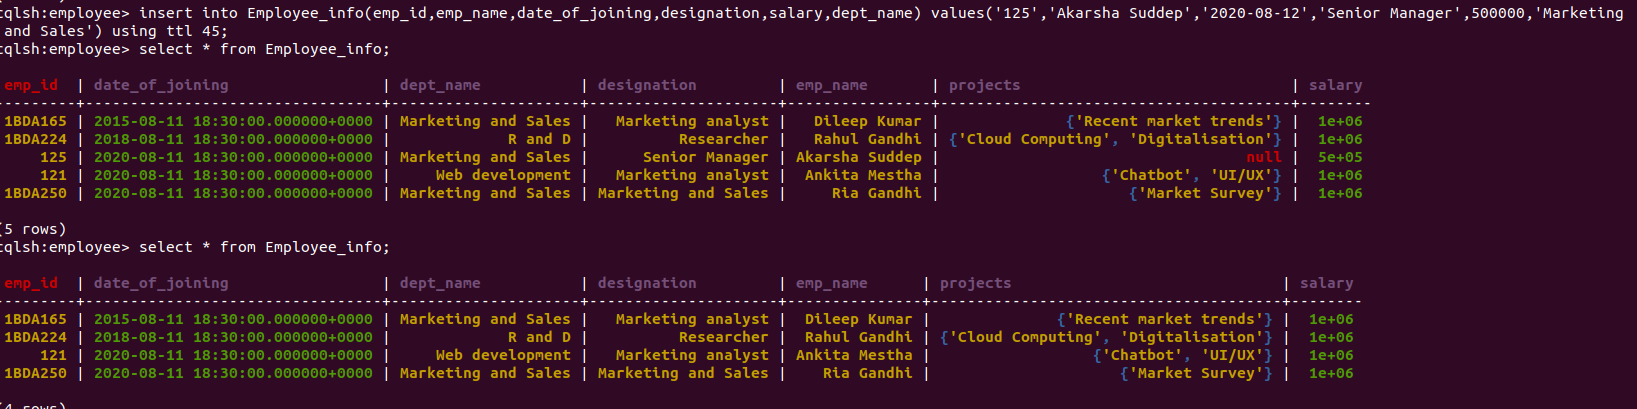 cqlsh:employee> insert into Employee_info(emp_id,emp_name,date_of_joining,designation,salary,dept_name) values('125','Akarsha Suddep','2020-08-12','Senior Manager',500000,'Marketing
and Sales') using ttl 45;
cqlsh:employee> select * from Employee_info;
emp_id | date_of_joining | dept_name | designation | emp_name | projects | salary
---------+---------------------------------+---------------------+---------------------+----------------+---------------------------------------+--------
1BDA165 | 2015-08-11 18:30:00.000000+0000 | Marketing and Sales | Marketing analyst | Dileep Kumar | {'Recent market trends'} | 1e+06
1BDA224 | 2018-08-11 18:30:00.000000+0000 | R and D | Researcher | Rahul Gandhi | {'Cloud Computing', 'Digitalisation'} | 1e+06
125 | 2020-08-11 18:30:00.000000+0000 | Marketing and Sales | Senior Manager | Akarsha Suddep | null | 5e+05
121 | 2020-08-11 18:30:00.000000+0000 | Web development | Marketing analyst | Ankita Mestha | {'Chatbot', 'UI/UX'} | 1e+06
1BDA250 | 2020-08-11 18:30:00.000000+0000 | Marketing and Sales | Marketing and Sales | Ria Gandhi | {'Market Survey'} | 1e+06
(5 rows)
cqlsh:employee> select * from Employee_info;
emp_id | date_of_joining | dept_name | designation | emp_name | projects | salary
---------+---------------------------------+---------------------+---------------------+---------------+---------------------------------------+--------
1BDA165 | 2015-08-11 18:30:00.000000+0000 | Marketing and Sales | Marketing analyst | Dileep Kumar | {'Recent market trends'} | 1e+06
1BDA224 | 2018-08-11 18:30:00.000000+0000 | R and D | Researcher | Rahul Gandhi | {'Cloud Computing', 'Digitalisation'} | 1e+06
121 | 2020-08-11 18:30:00.000000+0000 | Web development | Marketing analyst | Ankita Mestha | {'Chatbot', 'UI/UX'} | 1e+06
1BDA250 | 2020-08-11 18:30:00.000000+0000 | Marketing and Sales | Marketing and Sales | Ria Gandhi | {'Market Survey'} | 1e+06
(4 rows)